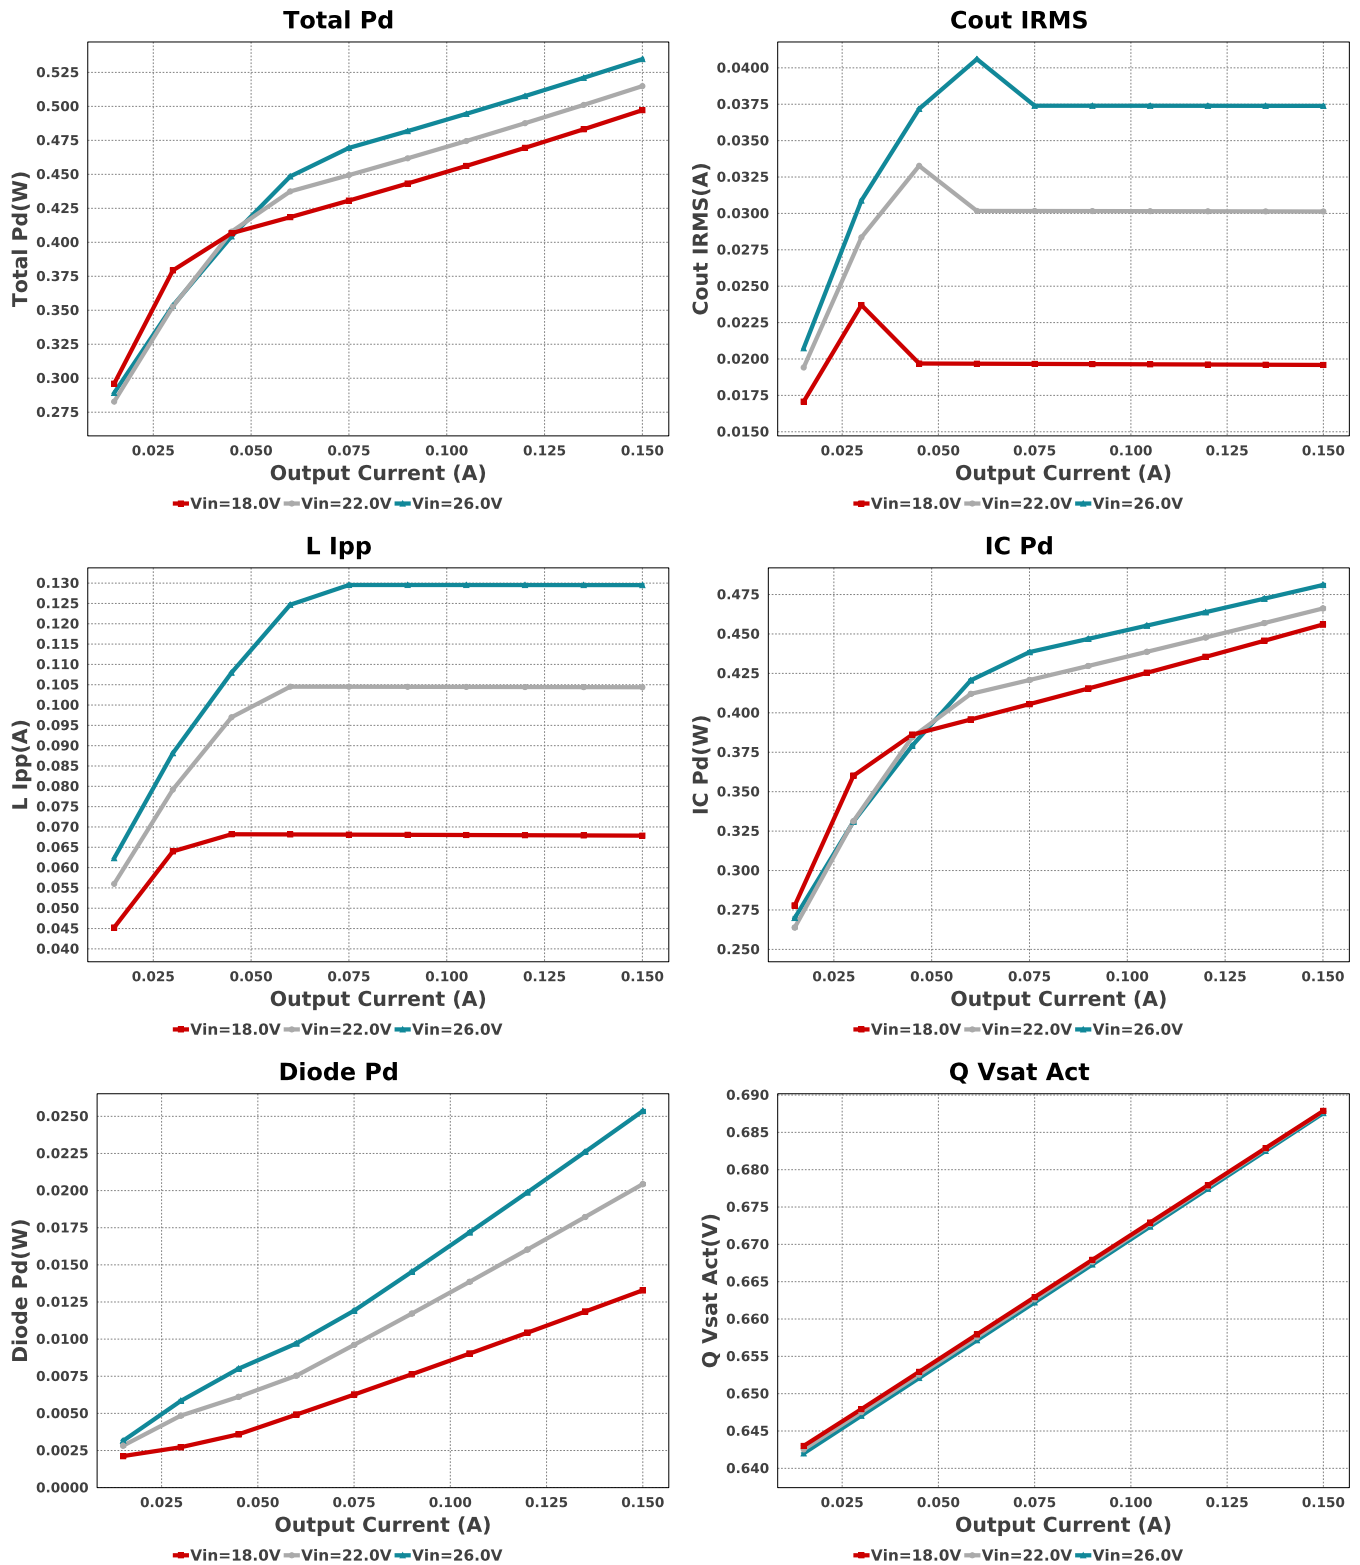 Total Pd
Total Pd(W)
0.525
0.500
0.475
0.450
0.425
0.400
0.375
0.350
0.325
0.300
0.275
0.025 0.050 0.075 0.100 0.125 0.150
Output Current (A)
Vin=18.0V Vin=22.0V Vin=26.0V
Cout IRMS
Cout IRMS(A)
0.0400
0.0375
0.0350
0.0325
0.0300
0.0275
0.0250
0.0225
0.0200
0.0175
0.0150
0.025 0.050 0.075 0.100 0.125 0.150
Output Current (A)
Vin=18.0V Vin=22.0V Vin=26.0V
L Ipp
L Ipp(A)
0.130
0.125
0.120
0.115
0.110
0.105
0.100
0.095
0.090
0.085
0.080
0.075
0.070
0.065
0.060
0.055
0.050
0.045
0.040
0.025 0.050 0.075 0.100 0.125 0.150
Output Current (A)
Vin=18.0V Vin=22.0V Vin=26.0V
IC Pd
IC Pd(W)
0.475
0.450
0.425
0.400
0.375
0.350
0.325
0.300
0.275
0.250
0.025 0.050 0.075 0.100 0.125 0.150
Output Current (A)
Vin=18.0V Vin=22.0V Vin=26.0V
Diode Pd
Diode Pd(W)
0.0250
0.0225
0.0200
0.0175
0.0150
0.0125
0.0100
0.0075
0.0050
0.0025
0.0000
0.025 0.050 0.075 0.100 0.125 0.150
Output Current (A)
Vin=18.0V Vin=22.0V Vin=26.0V
Q Vsat Act
Q Vsat Act(V)
0.690
0.685
0.680
0.675
0.670
0.665
0.660
0.655
0.650
0.645
0.640
0.025 0.050 0.075 0.100 0.125 0.150
Output Current (A)
Vin=18.0V Vin=22.0V Vin=26.0V